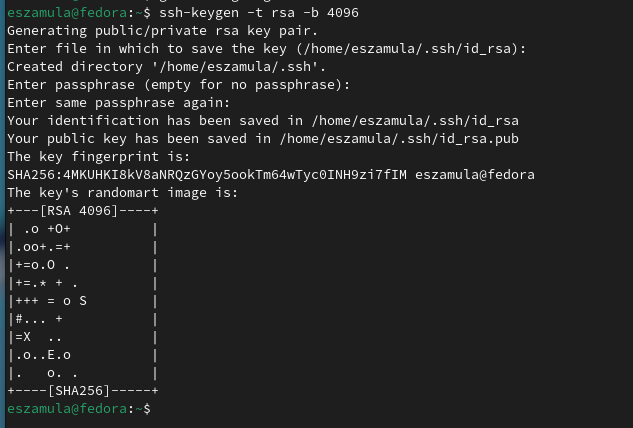 eszamula@fedora:~$ ssh-keygen -t rsa -b 4096
Generating public/private rsa key pair.
Enter file in which to save the key (/home/eszamula/.ssh/id_rsa):
Created directory '/home/eszamula/.ssh'.
Enter passphrase (empty for no passphrase):
Enter same passphrase again:
Your identification has been saved in /home/eszamula/.ssh/id_rsa
Your public key has been saved in /home/eszamula/.ssh/id_rsa.pub
The key fingerprint is:
SHA256:4MKUHKI8kV8aNRQzGYoy5ookTm64wTyc0INH9zi7fIM eszamula@fedora
The key's randomart image is:
+---[RSA 4096]----+
| .o +O+          |
|.oo+.=+          |
|+=o.O .          |
|+=.* + .         |
|+++ = o S        |
|#... +           |
|=X  ..           |
|.o..E.o          |
|.   o. .         |
+----[SHA256]-----+
eszamula@fedora:~$